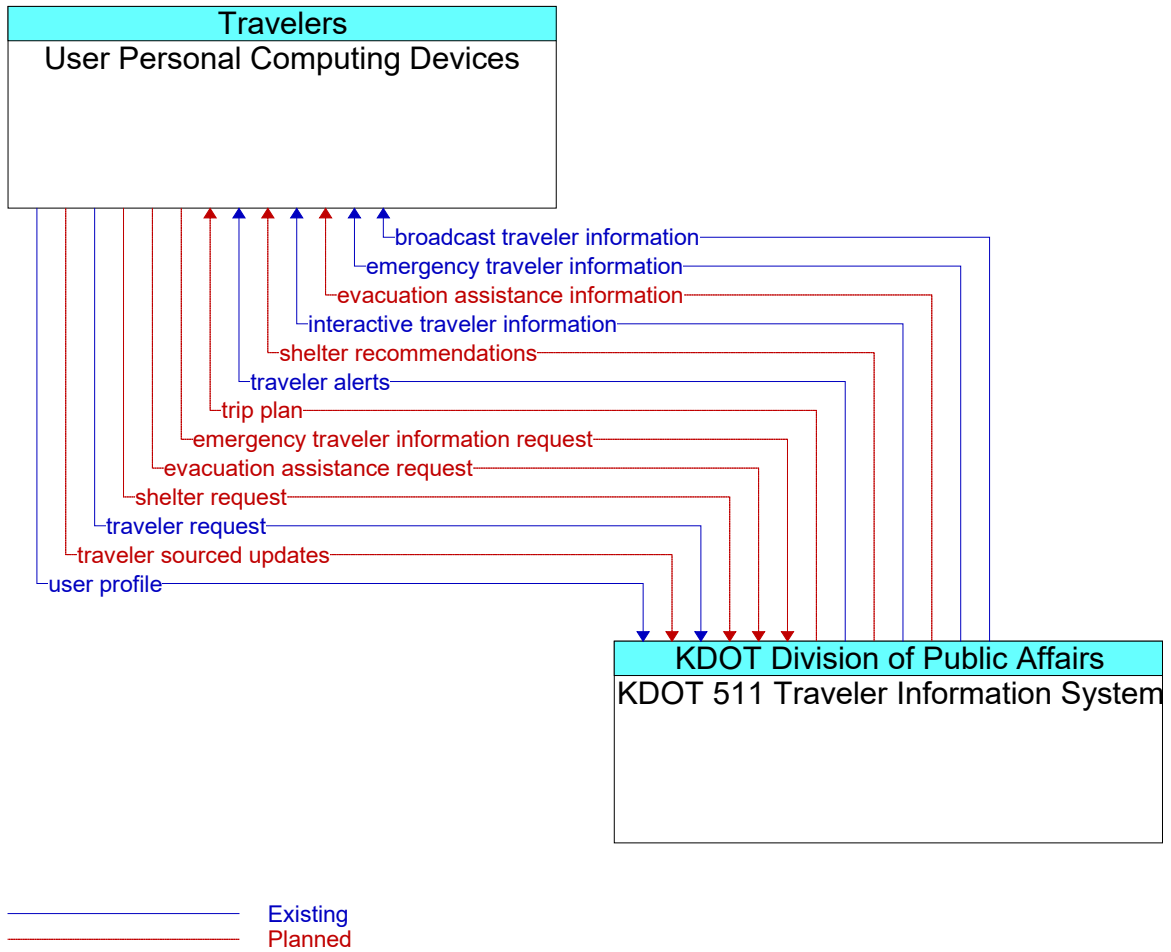 Travelers
User Personal Computing Devices
broadcast traveler information
emergency traveler information
evacuation assistance information
interactive traveler information
shelter recommendations
traveler alerts
trip plan
emergency traveler information request
evacuation assistance request
shelter request
traveler request
traveler sourced updates
user profile
KDOT Division of Public Affairs
KDOT 511 Traveler Information System
Existing
Planned